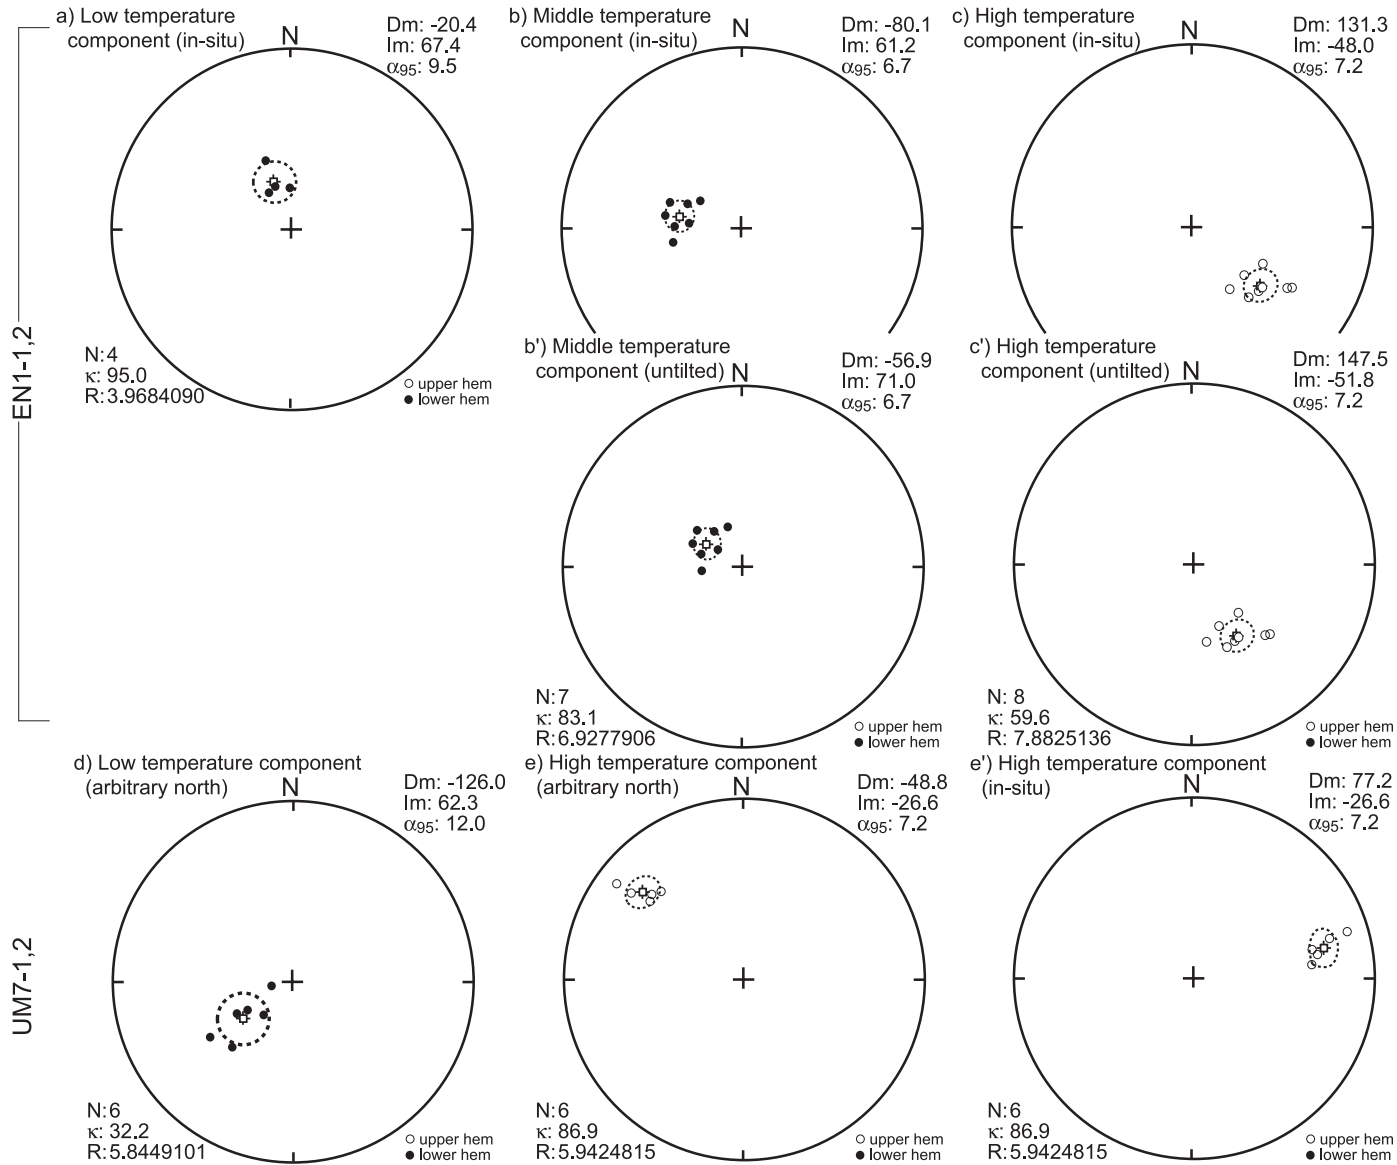 EN1-1,2
UM7-1,2
a) Low temperature
component (in-situ)
N
Dm: -20.4
Im: 67.4
α95: 9.5
N: 4
κ: 95.0
R:3.9684090
upper hem
lower hem
b) Middle temperature
component (in-situ)
N
Dm: -80.1
Im: 61.2
α95: 6.7
c) High temperature
component (in-situ)
N
Dm: 131.3
Im: -48.0
α95: 7.2
b') Middle temperature
component (untilted)
N
Dm: -56.9
Im: 71.0
α95: 6.7
N: 7
κ: 83.1
R:6.9277906
upper hem
lower hem
c') High temperature
component (untilted)
N
Dm: 147.5
Im: -51.8
α95: 7.2
N: 8
κ: 59.6
R: 7.8825136
upper hem
lower hem
d) Low temperature component
(arbitrary north)
N
Dm: -126.0
Im: 62.3
α95: 12.0
N: 6
κ: 32.2
R:5.8449101
upper hem
lower hem
e) High temperature component
(arbitrary north)
N
Dm: -48.8
Im: -26.6
α95: 7.2
N: 6
κ: 86.9
R:5.9424815
upper hem
lower hem
e') High temperature component
(in-situ)
N
Dm: 77.2
Im: -26.6
α95: 7.2
N: 6
κ: 86.9
R:5.9424815
upper hem
lower hem